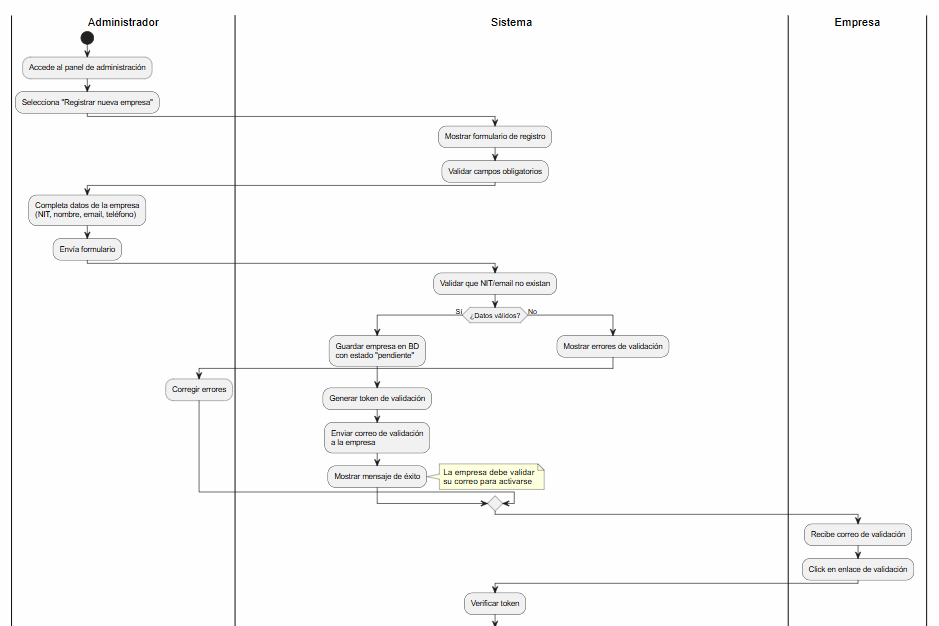 Administrador
Sistema
Empresa
Accede al panel de administración
Selecciona "Registrar nueva empresa"
Mostrar formulario de registro
Validar campos obligatorios
Completa datos de la empresa
(NIT, nombre, email, teléfono)
Envía formulario
Validar que NIT/email no existan
Sí
¿Datos válidos?
No
Guardar empresa en BD
con estado "pendiente"
Mostrar errores de validación
Corregir errores
Generar token de validación
Enviar correo de validación
a la empresa
Mostrar mensaje de éxito
La empresa debe validar
su correo para activarse
Recibe correo de validación
Click en enlace de validación
Verificar token